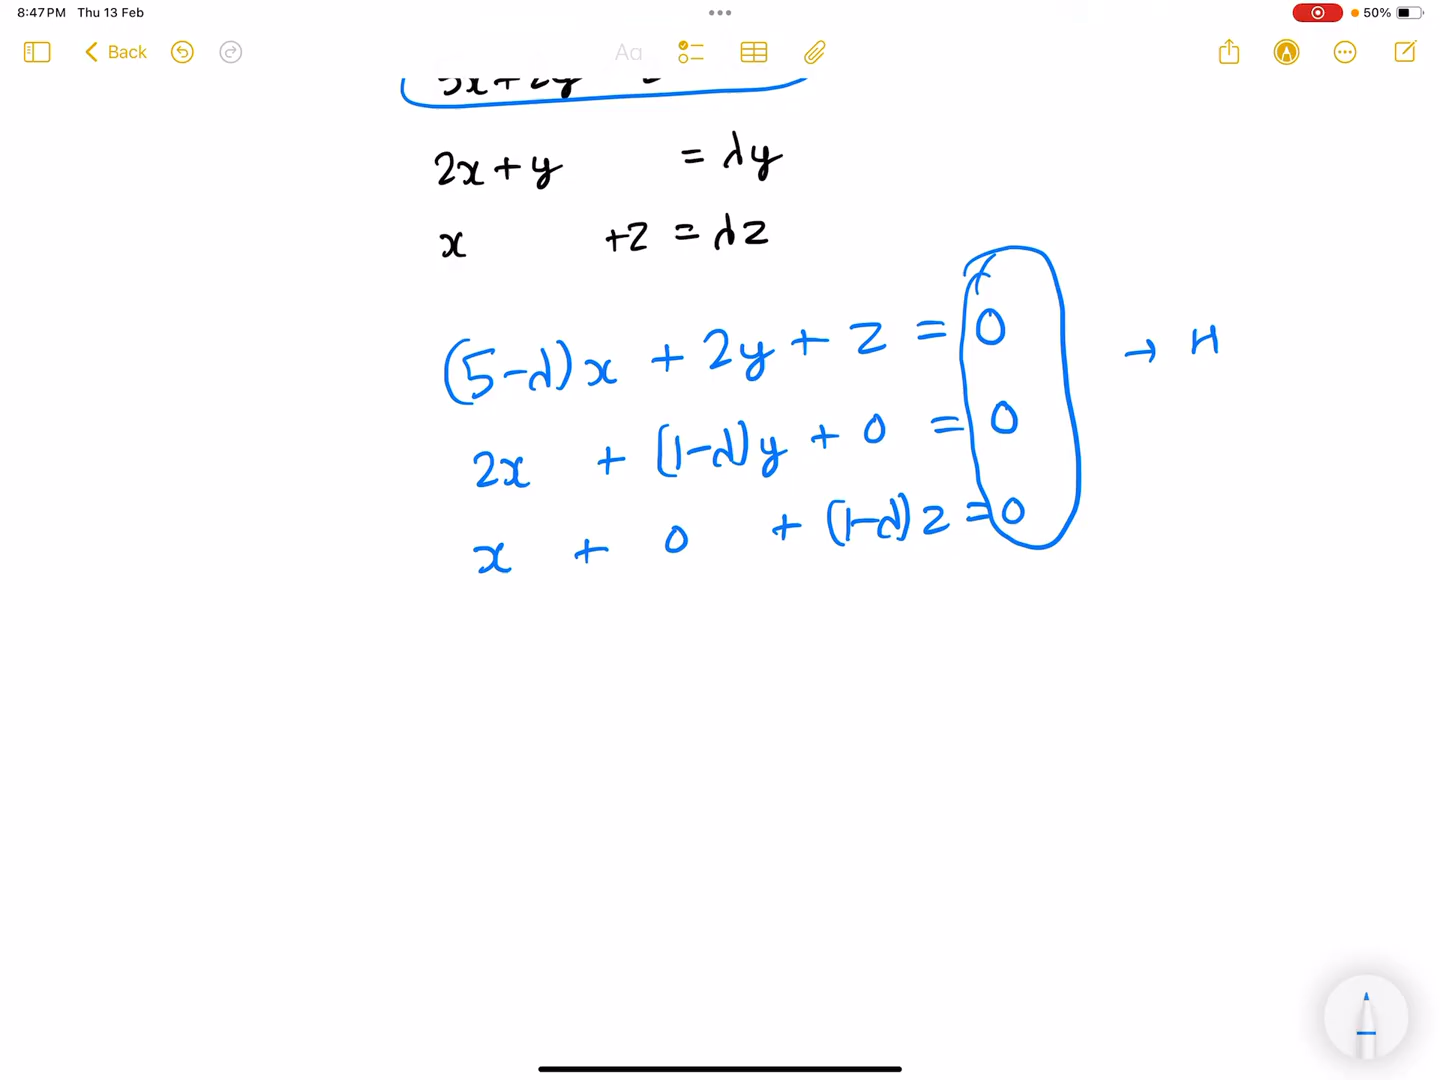 8:47 PM Thu 13 Feb
50%
Back
Aa
2x + y = λy
x + z = λz
(5-λ)x + 2y + z = 0 → H
2x + (1-λ)y + 0 = 0
x + 0 + (1-λ)z = 0